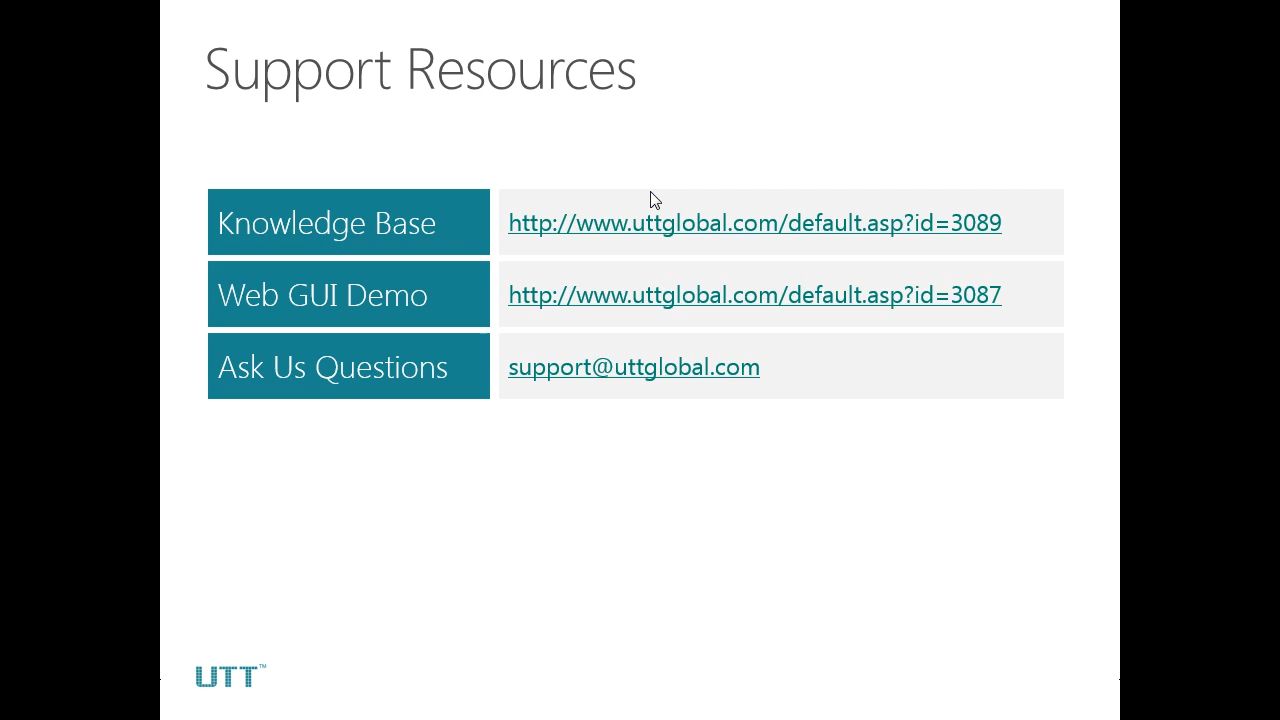 Support Resources
Knowledge Base http://www.uttglobal.com/default.asp?id=3089
Web GUI Demo http://www.uttglobal.com/default.asp?id=3087
Ask Us Questions support@uttglobal.com
UTT™